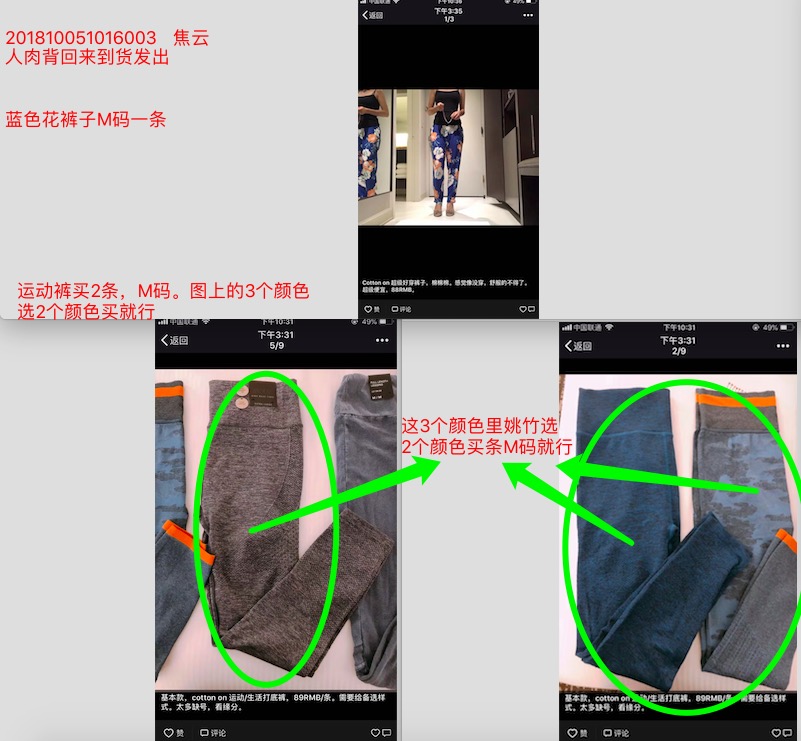 201810051016003 焦云
人肉背回来到货发出
蓝色花裤子M码一条
运动裤买2条，M码。图上的3个颜色
选2个颜色买就行
下午3:35
返回
1/3
Cotton on 超级好穿裤子，棉棉棉。感觉像没穿，舒服的不得了。
超级便宜，88RMB。
赞 评论
中国联通 下午10:31 49%
下午3:31
返回
5/9
基本款，cotton on 运动/生活打底裤，89RMB/条。需要给备选样
式。太多缺号，看缘分。
赞 评论
这3个颜色里姚竹选
2个颜色买条M码就行
中国联通 下午10:31 49%
下午3:31
返回
2/9
基本款，cotton on 运动/生活打底裤，89RMB/条。需要给备选样
式。太多缺号，看缘分。
赞 评论